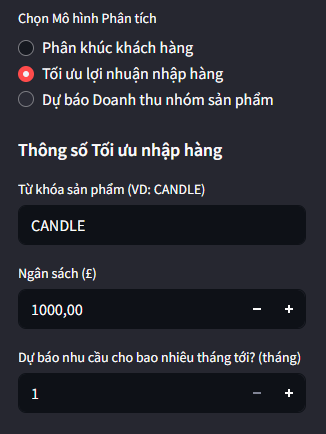 Chọn Mô hình Phân tích
Phân khúc khách hàng
Tối ưu lợi nhuận nhập hàng
Dự báo Doanh thu nhóm sản phẩm
Thông số Tối ưu nhập hàng
Từ khóa sản phẩm (VD: CANDLE)
CANDLE
Ngân sách (£)
1000,00 − +
Dự báo nhu cầu cho bao nhiêu tháng tới? (tháng)
1 − +